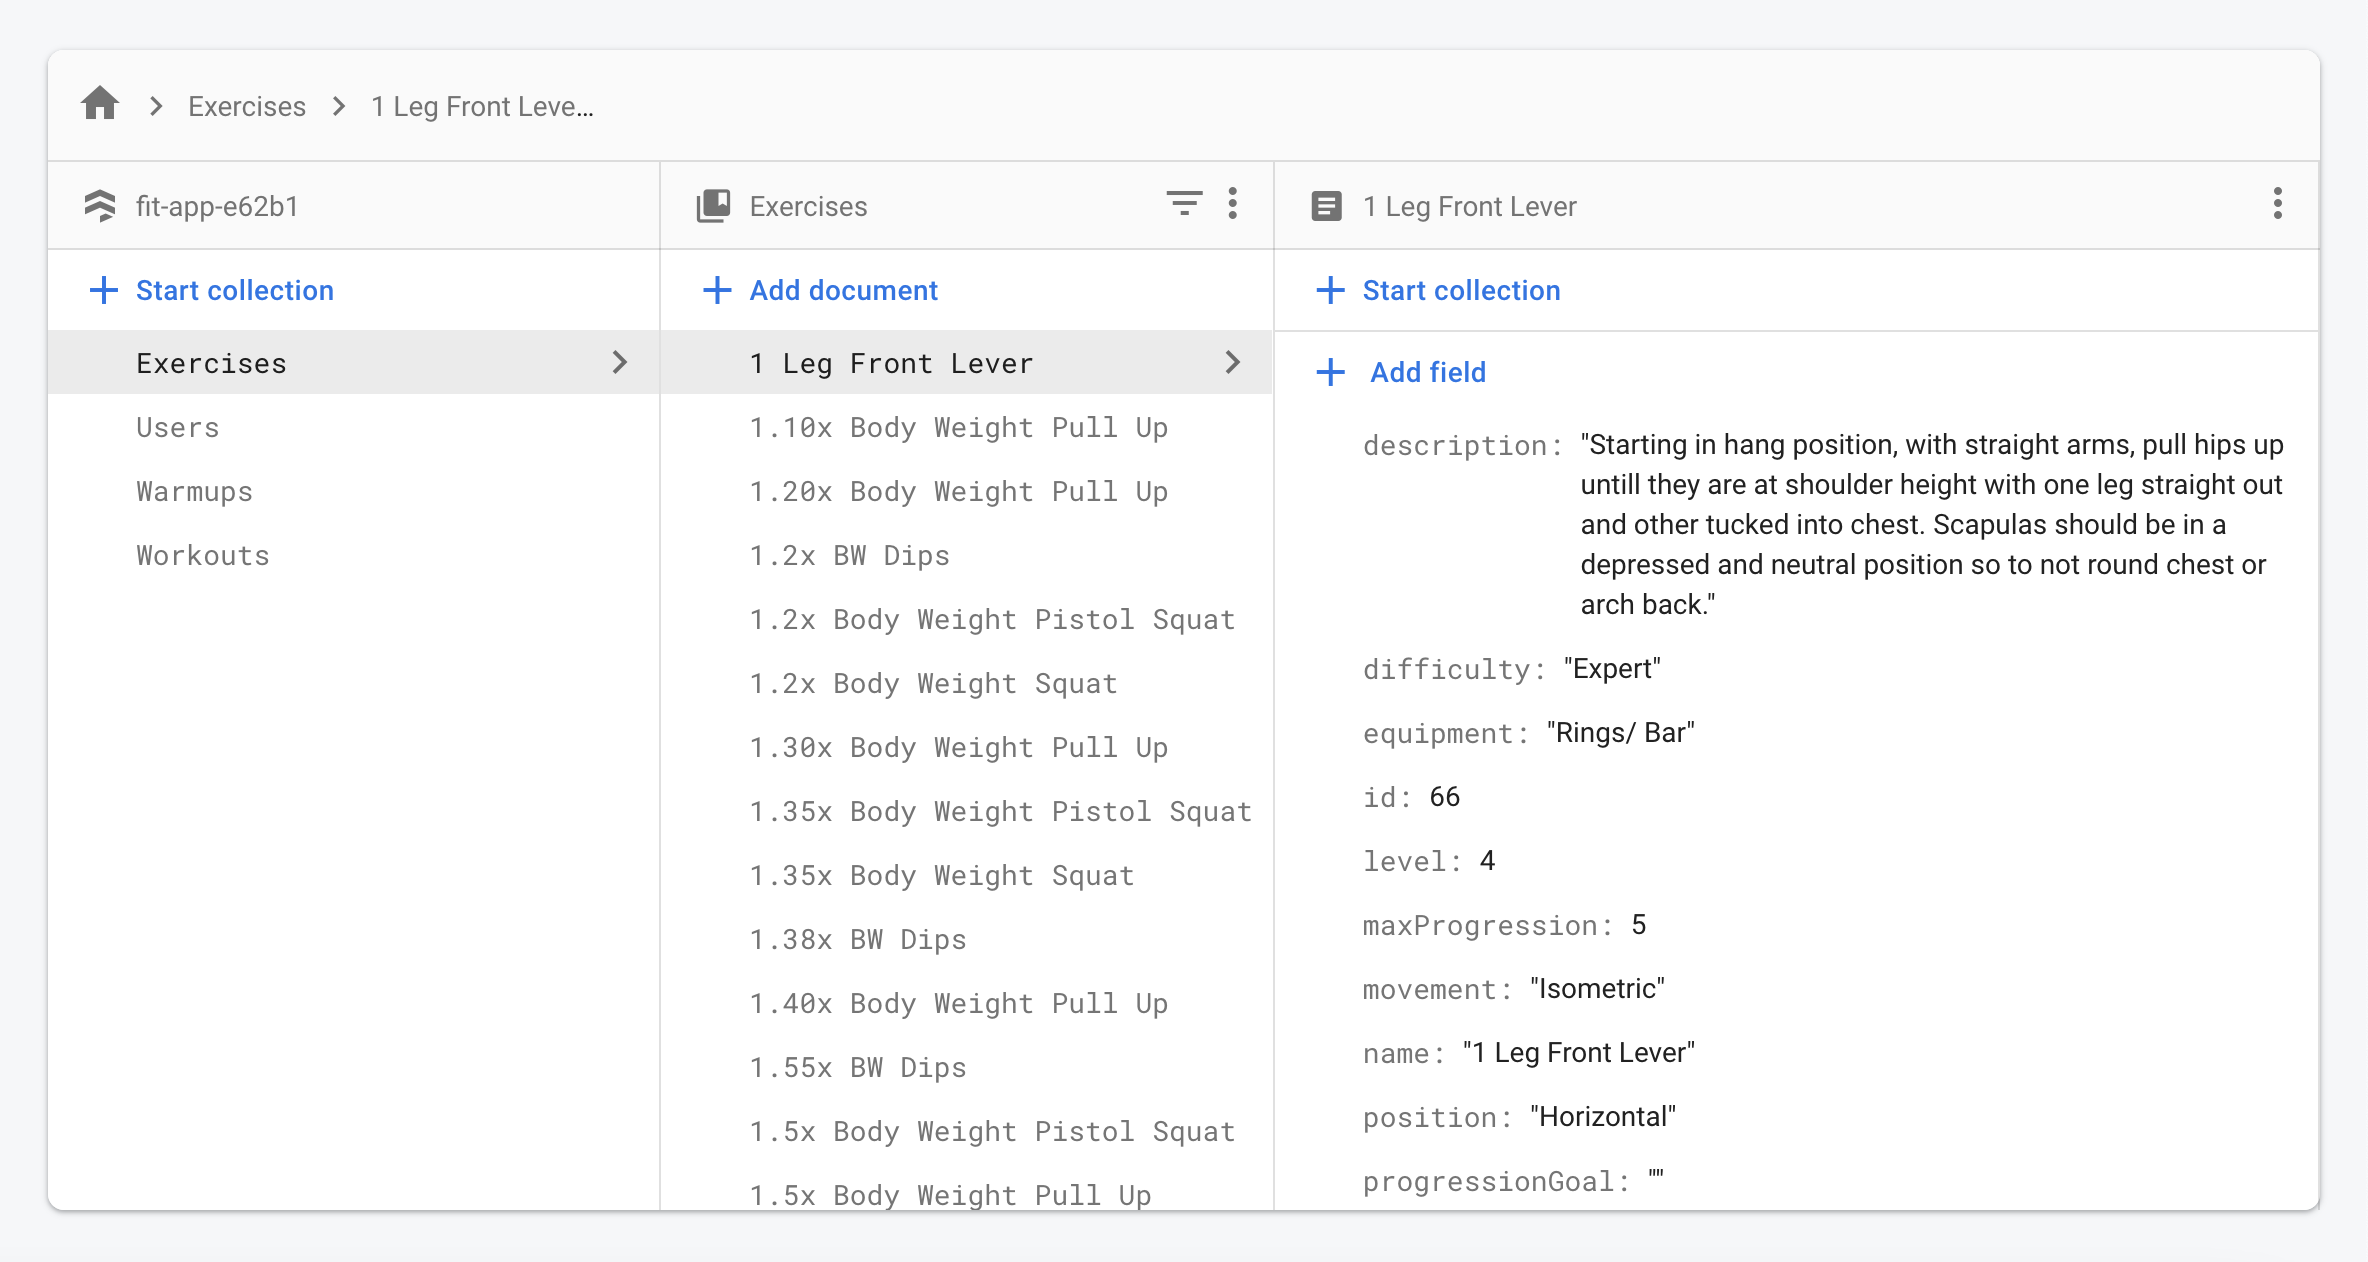 Exercises
1 Leg Front Leve...
fit-app-e62b1
Start collection
Exercises
Users
Warmups
Workouts
Exercises
Add document
1 Leg Front Lever
1.10x Body Weight Pull Up
1.20x Body Weight Pull Up
1.2x BW Dips
1.2x Body Weight Pistol Squat
1.2x Body Weight Squat
1.30x Body Weight Pull Up
1.35x Body Weight Pistol Squat
1.35x Body Weight Squat
1.38x BW Dips
1.40x Body Weight Pull Up
1.55x BW Dips
1.5x Body Weight Pistol Squat
1.5x Body Weight Pull Up
1 Leg Front Lever
Start collection
Add field
description: "Starting in hang position, with straight arms, pull hips up
untill they are at shoulder height with one leg straight out
and other tucked into chest. Scapulas should be in a
depressed and neutral position so to not round chest or
arch back."
difficulty: "Expert"
equipment: "Rings/ Bar"
id: 66
level: 4
maxProgression: 5
movement: "Isometric"
name: "1 Leg Front Lever"
position: "Horizontal"
progressionGoal: ""